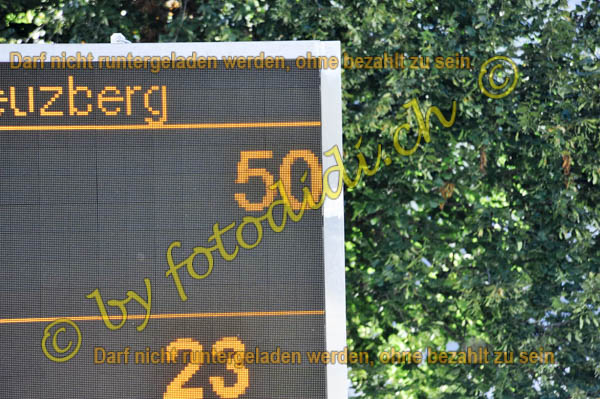 Darf nicht runtergeladen werden, ohne bezahlt zu sein.
euzberg
50
© by fotodidi.ch ©
Darf nicht runtergeladen werden, ohne bezahlt zu sein.
23